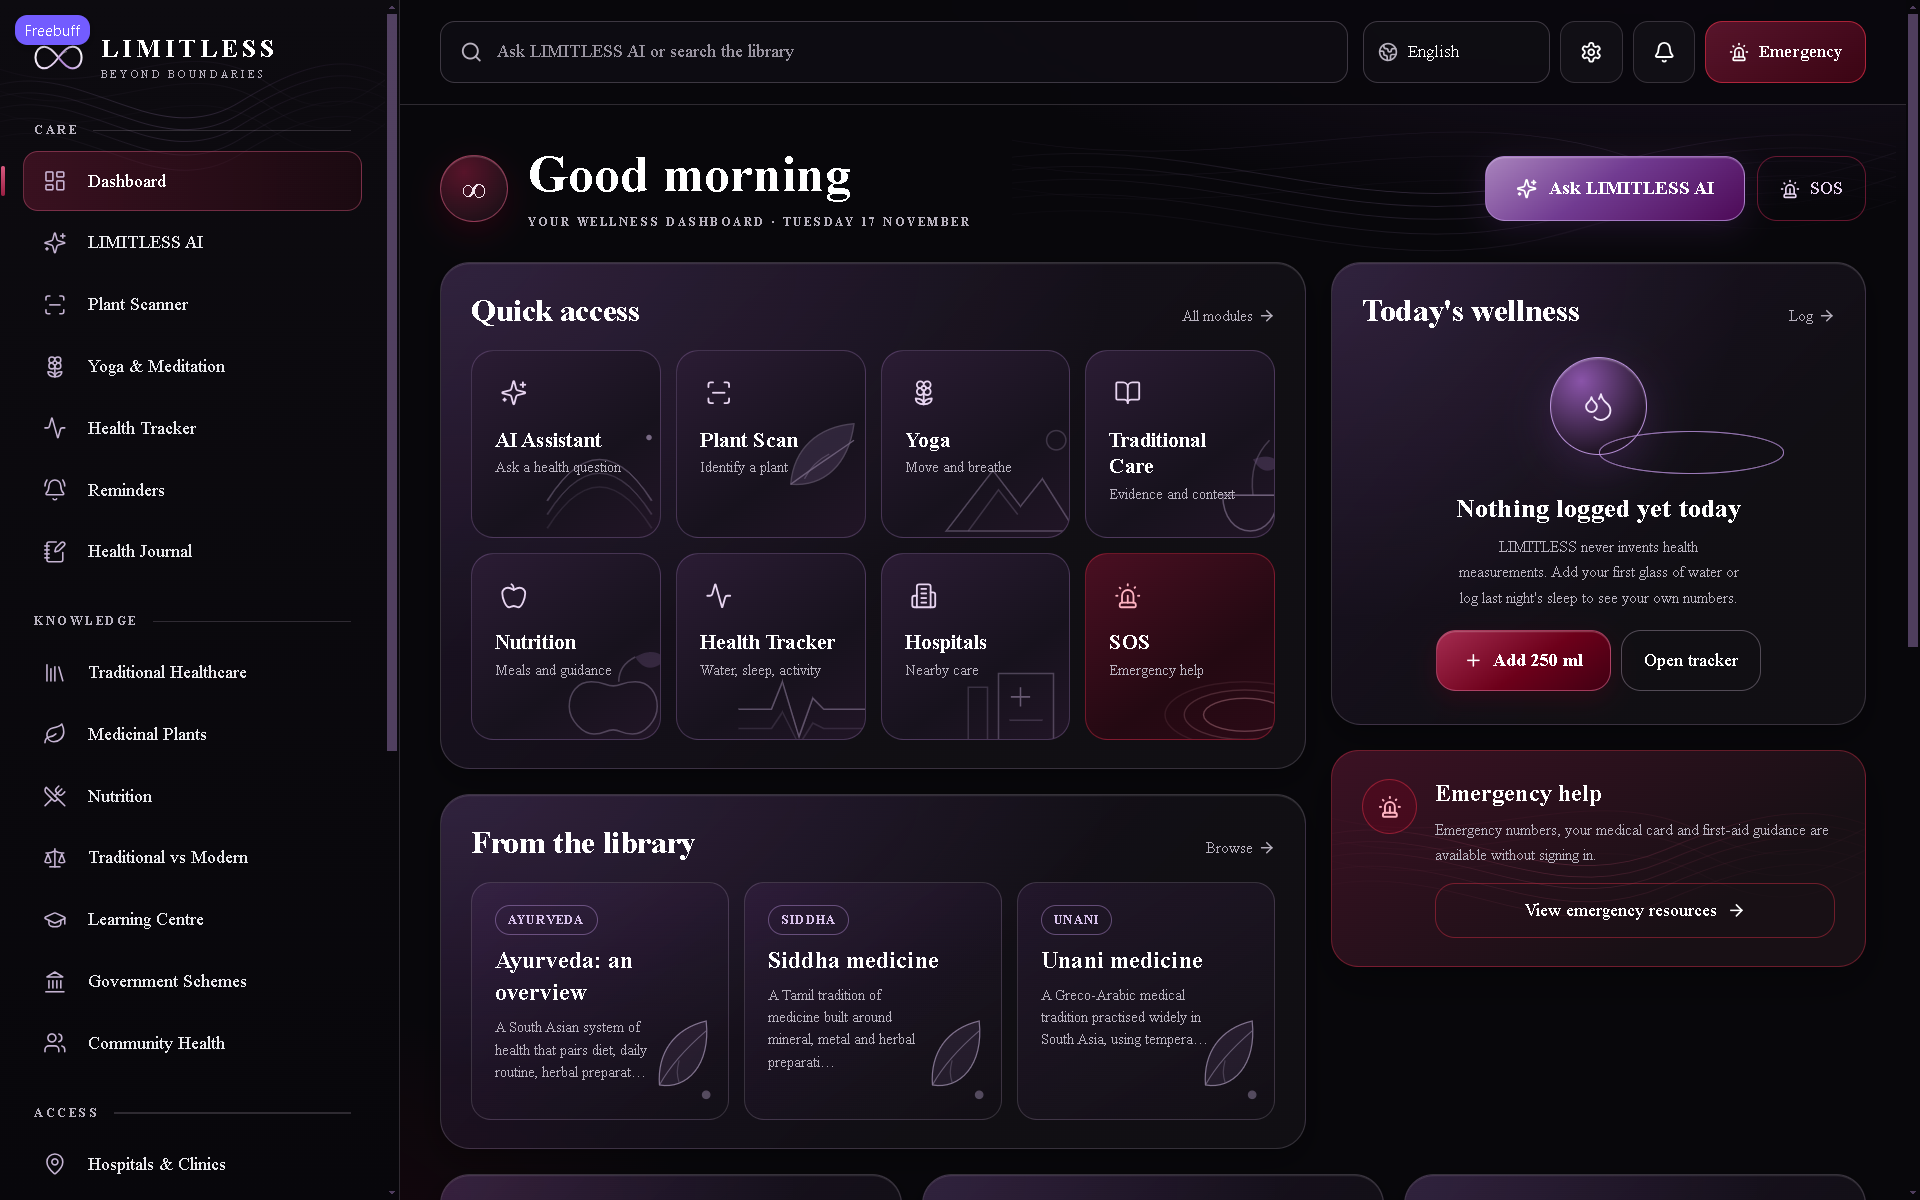 Freebuff
LIMITLESS
BEYOND BOUNDARIES
CARE
Dashboard
LIMITLESS AI
Plant Scanner
Yoga & Meditation
Health Tracker
Reminders
Health Journal
KNOWLEDGE
Traditional Healthcare
Medicinal Plants
Nutrition
Traditional vs Modern
Learning Centre
Government Schemes
Community Health
ACCESS
Hospitals & Clinics
Ask LIMITLESS AI or search the library
English
Emergency
Good morning
YOUR WELLNESS DASHBOARD · TUESDAY 17 NOVEMBER
Ask LIMITLESS AI
SOS
Quick access
All modules
AI Assistant
Ask a health question
Plant Scan
Identify a plant
Yoga
Move and breathe
Traditional
Care
Evidence and context
Nutrition
Meals and guidance
Health Tracker
Water, sleep, activity
Hospitals
Nearby care
SOS
Emergency help
Today's wellness
Log
Nothing logged yet today
LIMITLESS never invents health
measurements. Add your first glass of water or
log last night's sleep to see your own numbers.
Add 250 ml
Open tracker
Emergency help
Emergency numbers, your medical card and first-aid guidance are
available without signing in.
View emergency resources
From the library
Browse
AYURVEDA
Ayurveda: an
overview
A South Asian system of
health that pairs diet, daily
routine, herbal preparat…
SIDDHA
Siddha medicine
A Tamil tradition of
medicine built around
mineral, metal and herbal
preparati…
UNANI
Unani medicine
A Greco-Arabic medical
tradition practised widely in
South Asia, using tempera…